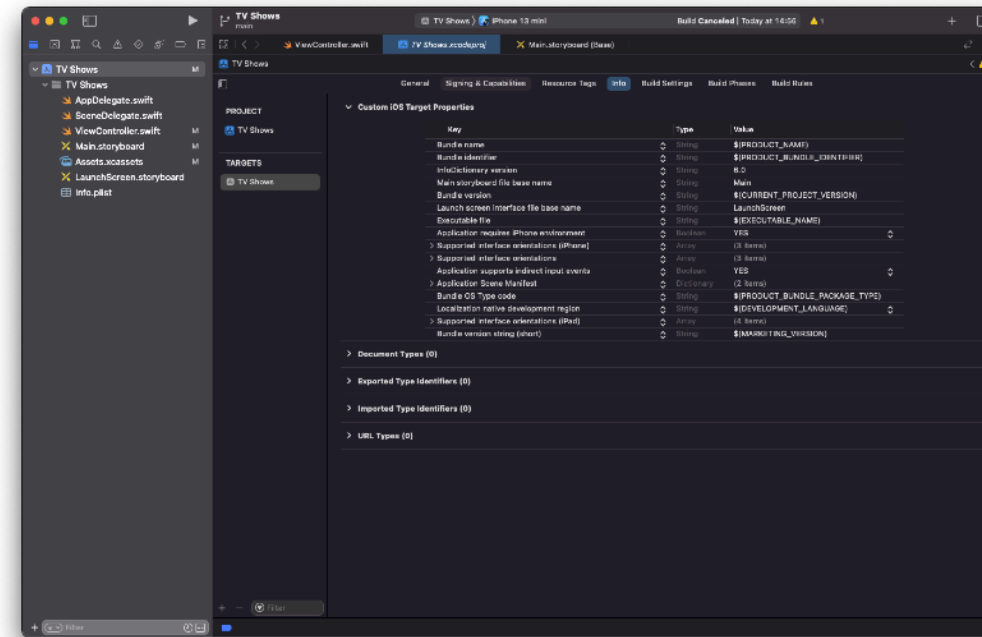 TV Shows
main
TV Shows
iPhone 13 mini
Build Canceled | Today at 14:56
1
ViewController.swift
TV Shows.xcodeproj
Main.storyboard (Base)
TV Shows
M
TV Shows
AppDelegate.swift
SceneDelegate.swift
ViewController.swift
M
Main.storyboard
M
Assets.xcassets
M
LaunchScreen.storyboard
Info.plist
TV Shows
General
Signing & Capabilities
Resource Tags
Info
Build Settings
Build Phases
Build Rules
PROJECT
TV Shows
TARGETS
TV Shows
Custom iOS Target Properties
Key Type Value
Bundle name String $(PRODUCT_NAME)
Bundle identifier String $(PRODUCT_BUNDLE_IDENTIFIER)
InfoDictionary version String 6.0
Main storyboard file base name String Main
Bundle version String $(CURRENT_PROJECT_VERSION)
Launch screen interface file base name String LaunchScreen
Executable file String $(EXECUTABLE_NAME)
Application requires iPhone environment Boolean YES
Supported interface orientations (iPhone) Array (3 items)
Supported interface orientations Array (3 items)
Application supports indirect input events Boolean YES
Application Scene Manifest Dictionary (2 items)
Bundle OS Type code String $(PRODUCT_BUNDLE_PACKAGE_TYPE)
Localization native development region String $(DEVELOPMENT_LANGUAGE)
Supported interface orientations (iPad) Array (4 items)
Bundle version string (short) String $(MARKETING_VERSION)
Document Types (0)
Exported Type Identifiers (0)
Imported Type Identifiers (0)
URL Types (0)
Filter
Filter